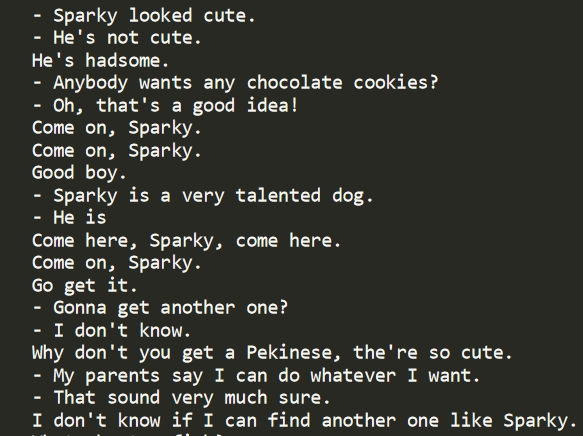 - Sparky looked cute.
- He's not cute.
He's hadsome.
- Anybody wants any chocolate cookies?
- Oh, that's a good idea!
Come on, Sparky.
Come on, Sparky.
Good boy.
- Sparky is a very talented dog.
- He is
Come here, Sparky, come here.
Come on, Sparky.
Go get it.
- Gonna get another one?
- I don't know.
Why don't you get a Pekinese, the're so cute.
- My parents say I can do whatever I want.
- That sound very much sure.
I don't know if I can find another one like Sparky.